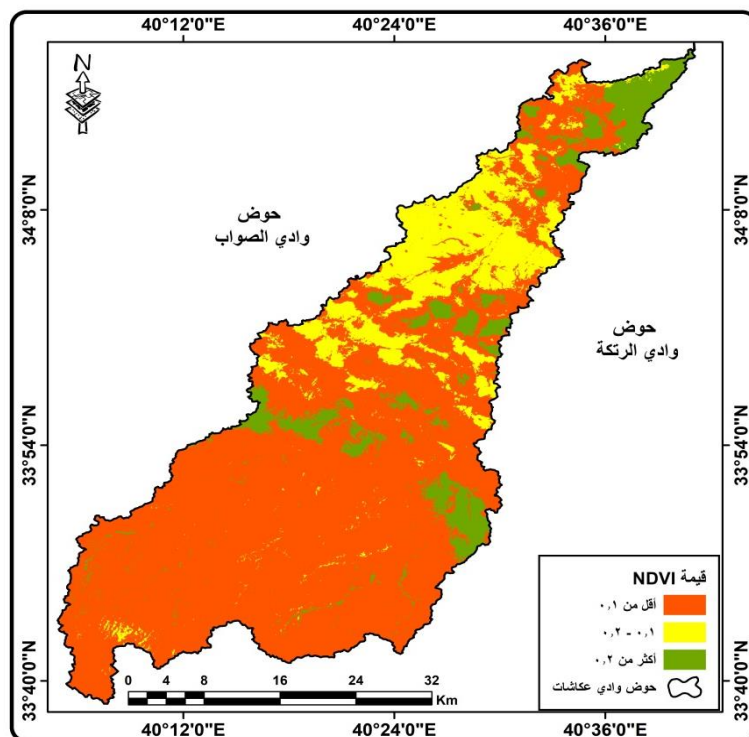 40°12'0"E 40°24'0"E 40°36'0"E
N
34°8'0"N 34°8'0"N
حوض
وادي الصواب
حوض
وادي الرتكة
33°54'0"N 33°54'0"N
قيمة NDVI
أقل من ٠,١
٠,١ - ٠,٢
أكثر من ٠,٢
حوض وادي عكاشات
33°40'0"N 33°40'0"N
0 4 8 16 24 32
Km
40°12'0"E 40°24'0"E 40°36'0"E